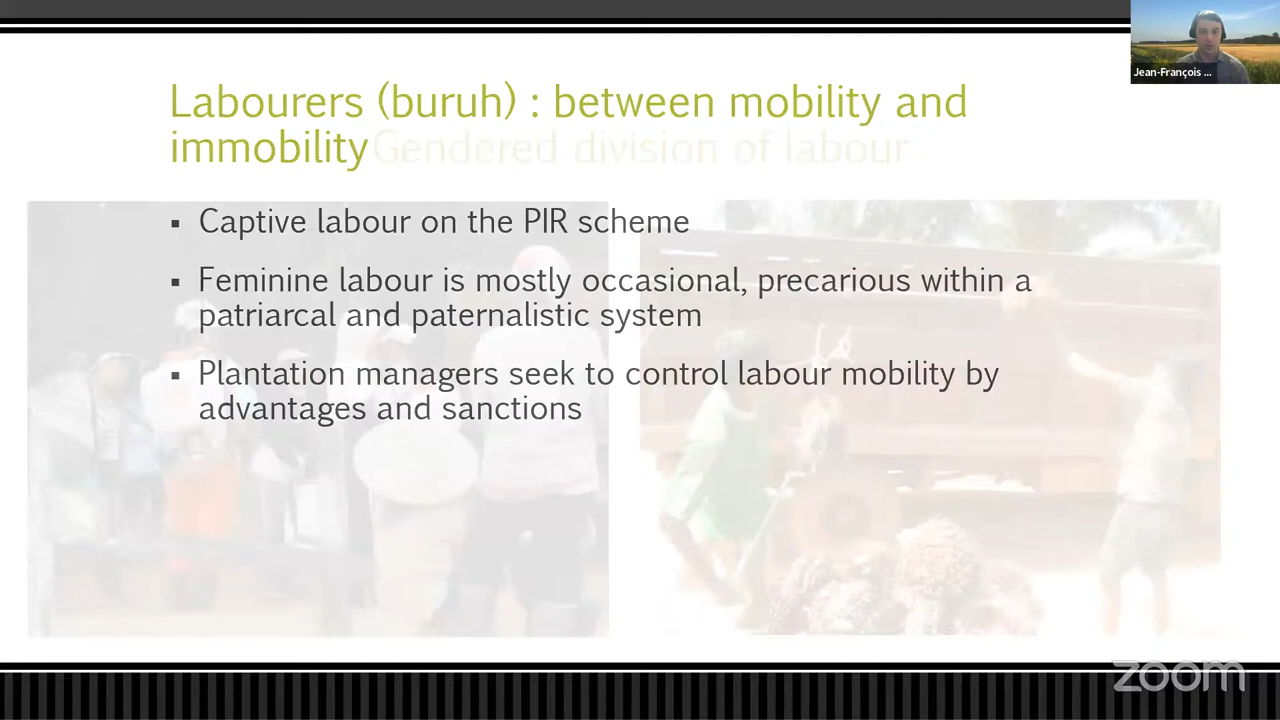 Jean-François ...
Labourers (buruh) : between mobility and
immobility
Gendered division of labour
▪ Captive labour on the PIR scheme
▪ Feminine labour is mostly occasional, precarious within a
patriarcal and paternalistic system
▪ Plantation managers seek to control labour mobility by
advantages and sanctions
zoom